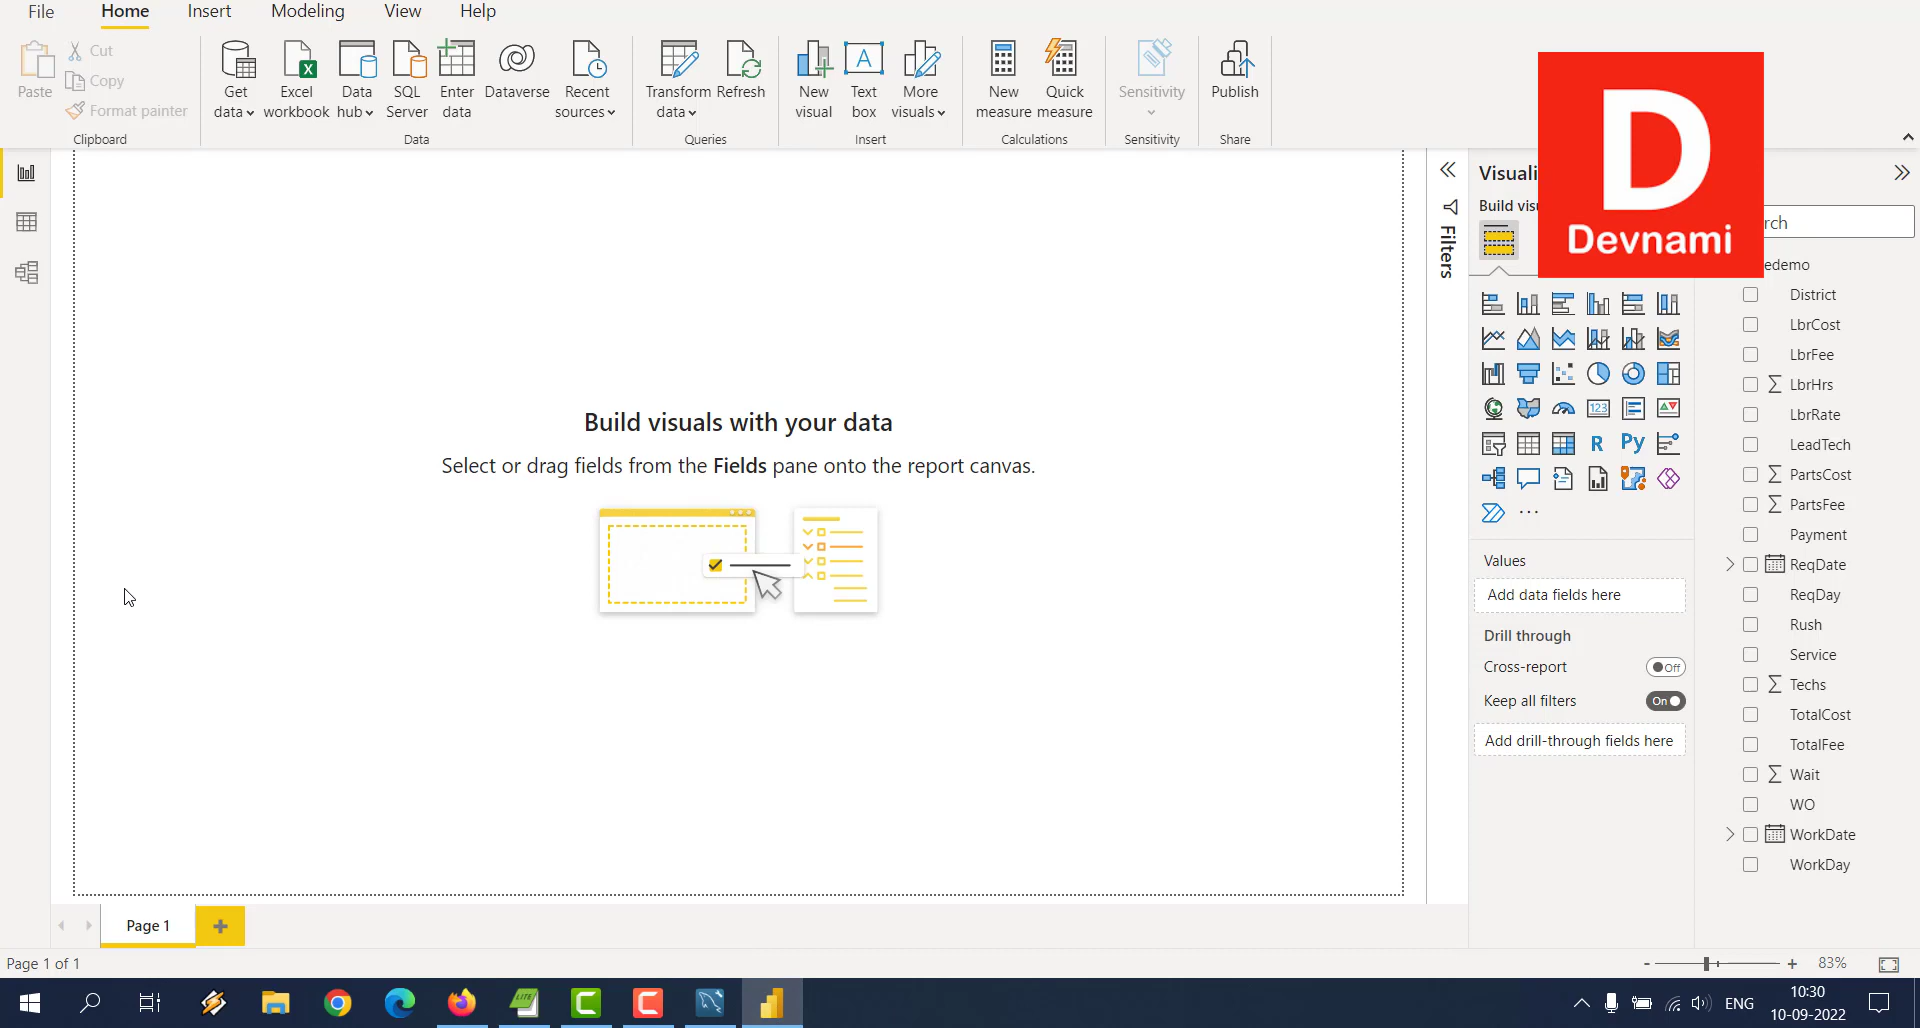 File Home Insert Modeling View Help
Paste
Cut
Copy
Format painter
Clipboard
Get data
Excel workbook
Data hub
SQL Server
Enter data
Dataverse
Recent sources
Data
Transform data
Refresh
Queries
New visual
Text box
More visuals
Insert
New measure
Quick measure
Calculations
Sensitivity
Sensitivity
Publish
Share
D
Devnami
Build visuals with your data
Select or drag fields from the Fields pane onto the report canvas.
Filters
Visuali
Build vis
123
R
Py
...
Values
Add data fields here
Drill through
Cross-report
Off
Keep all filters
On
Add drill-through fields here
rch
edemo
District
LbrCost
LbrFee
∑ LbrHrs
LbrRate
LeadTech
∑ PartsCost
∑ PartsFee
Payment
ReqDate
ReqDay
Rush
Service
∑ Techs
TotalCost
TotalFee
∑ Wait
WO
WorkDate
WorkDay
Page 1
+
Page 1 of 1
- + 83%
LITE
ENG
10:30
10-09-2022